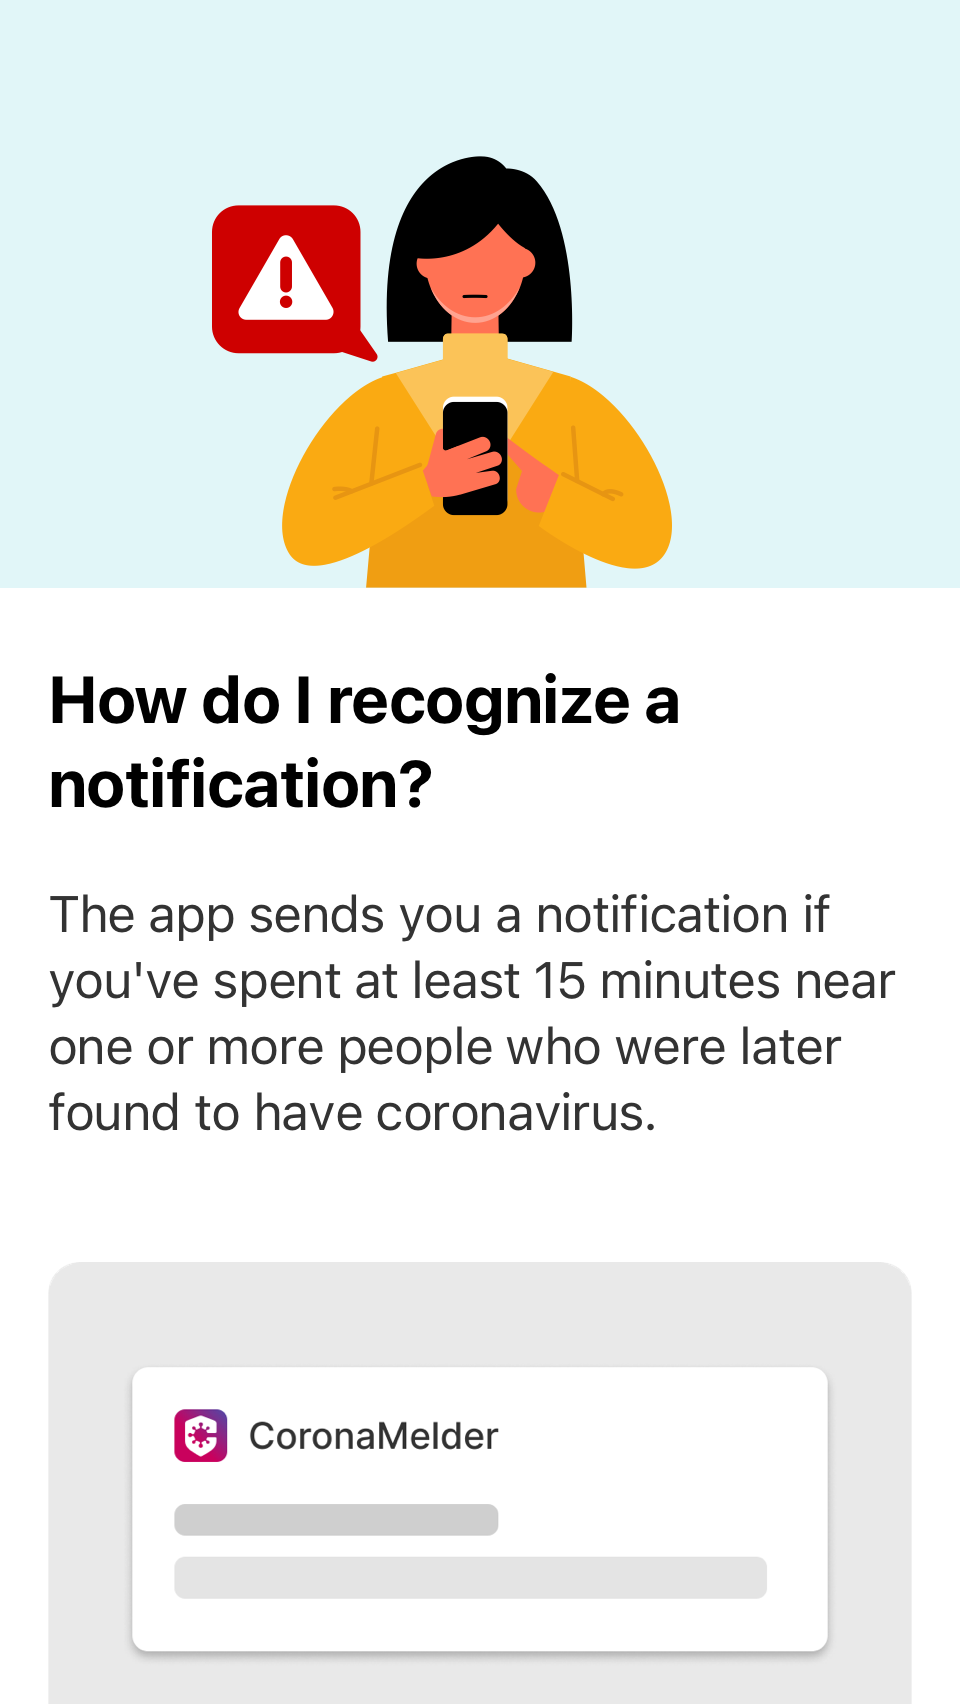 How do I recognize a
notification?
The app sends you a notification if
you've spent at least 15 minutes near
one or more people who were later
found to have coronavirus.
CoronaMelder